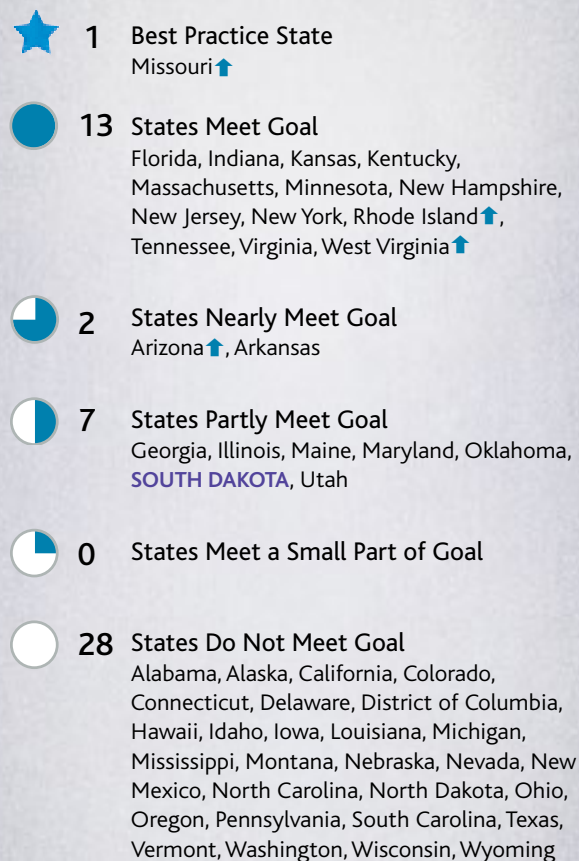 1 Best Practice State
Missouri⬆
13 States Meet Goal
Florida, Indiana, Kansas, Kentucky,
Massachusetts, Minnesota, New Hampshire,
New Jersey, New York, Rhode Island⬆,
Tennessee, Virginia, West Virginia⬆
2 States Nearly Meet Goal
Arizona⬆, Arkansas
7 States Partly Meet Goal
Georgia, Illinois, Maine, Maryland, Oklahoma,
SOUTH DAKOTA, Utah
0 States Meet a Small Part of Goal
28 States Do Not Meet Goal
Alabama, Alaska, California, Colorado,
Connecticut, Delaware, District of Columbia,
Hawaii, Idaho, Iowa, Louisiana, Michigan,
Mississippi, Montana, Nebraska, Nevada, New
Mexico, North Carolina, North Dakota, Ohio,
Oregon, Pennsylvania, South Carolina, Texas,
Vermont, Washington, Wisconsin, Wyoming